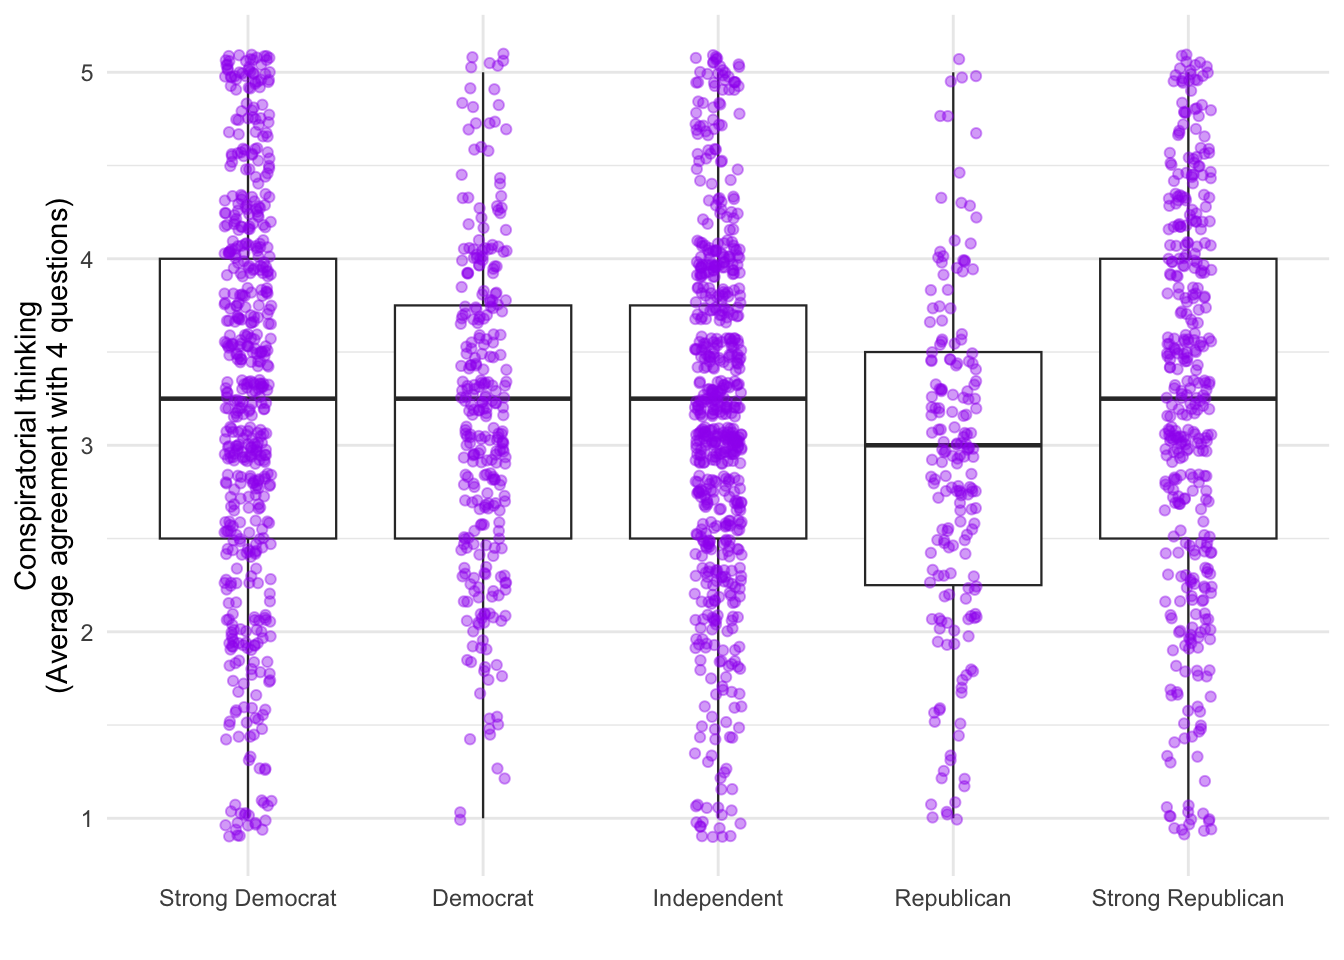 Conspiratorial thinking
(Average agreement with 4 questions)
5
4
3
2
1
Strong Democrat
Democrat
Independent
Republican
Strong Republican